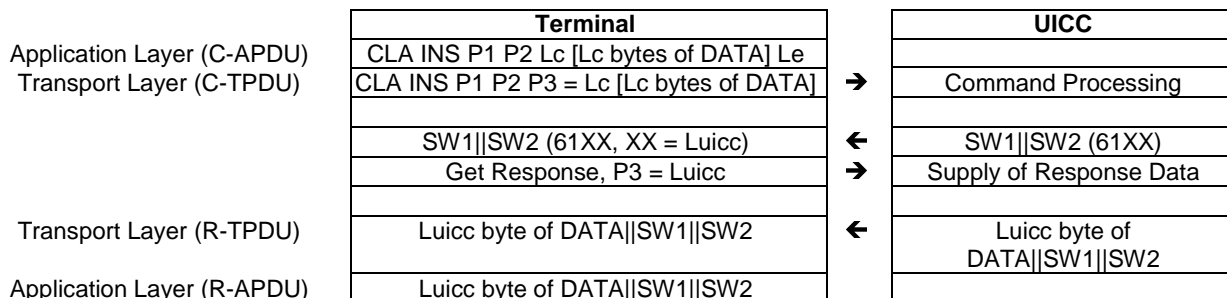 Terminal UICC
Application Layer (C-APDU) CLA INS P1 P2 Lc [Lc bytes of DATA] Le
Transport Layer (C-TPDU) CLA INS P1 P2 P3 = Lc [Lc bytes of DATA] → Command Processing
SW1||SW2 (61XX, XX = Luicc) ← SW1||SW2 (61XX)
Get Response, P3 = Luicc → Supply of Response Data
Transport Layer (R-TPDU) Luicc byte of DATA||SW1||SW2 ← Luicc byte of
DATA||SW1||SW2
Application Layer (R-APDU) Luicc byte of DATA||SW1||SW2